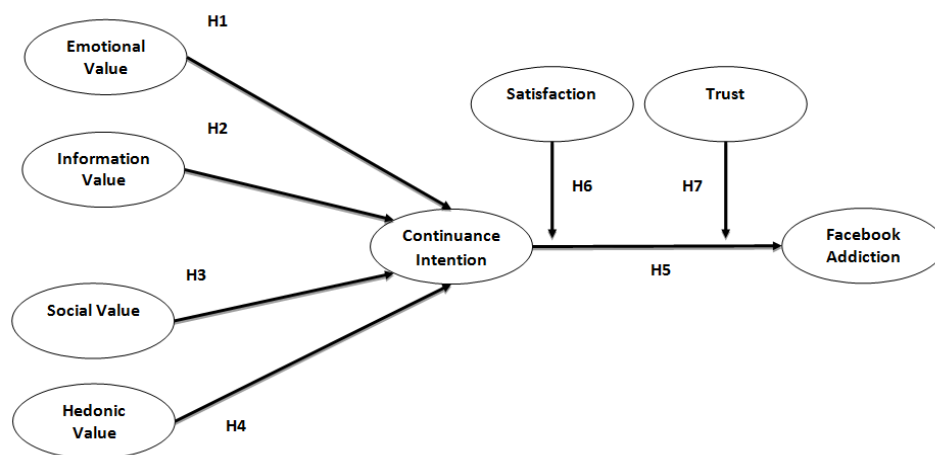 H1
Emotional
Value
H2
Information
Value
H3
Social Value
H4
Hedonic
Value
Continuance
Intention
Satisfaction
Trust
H6
H7
H5
Facebook
Addiction